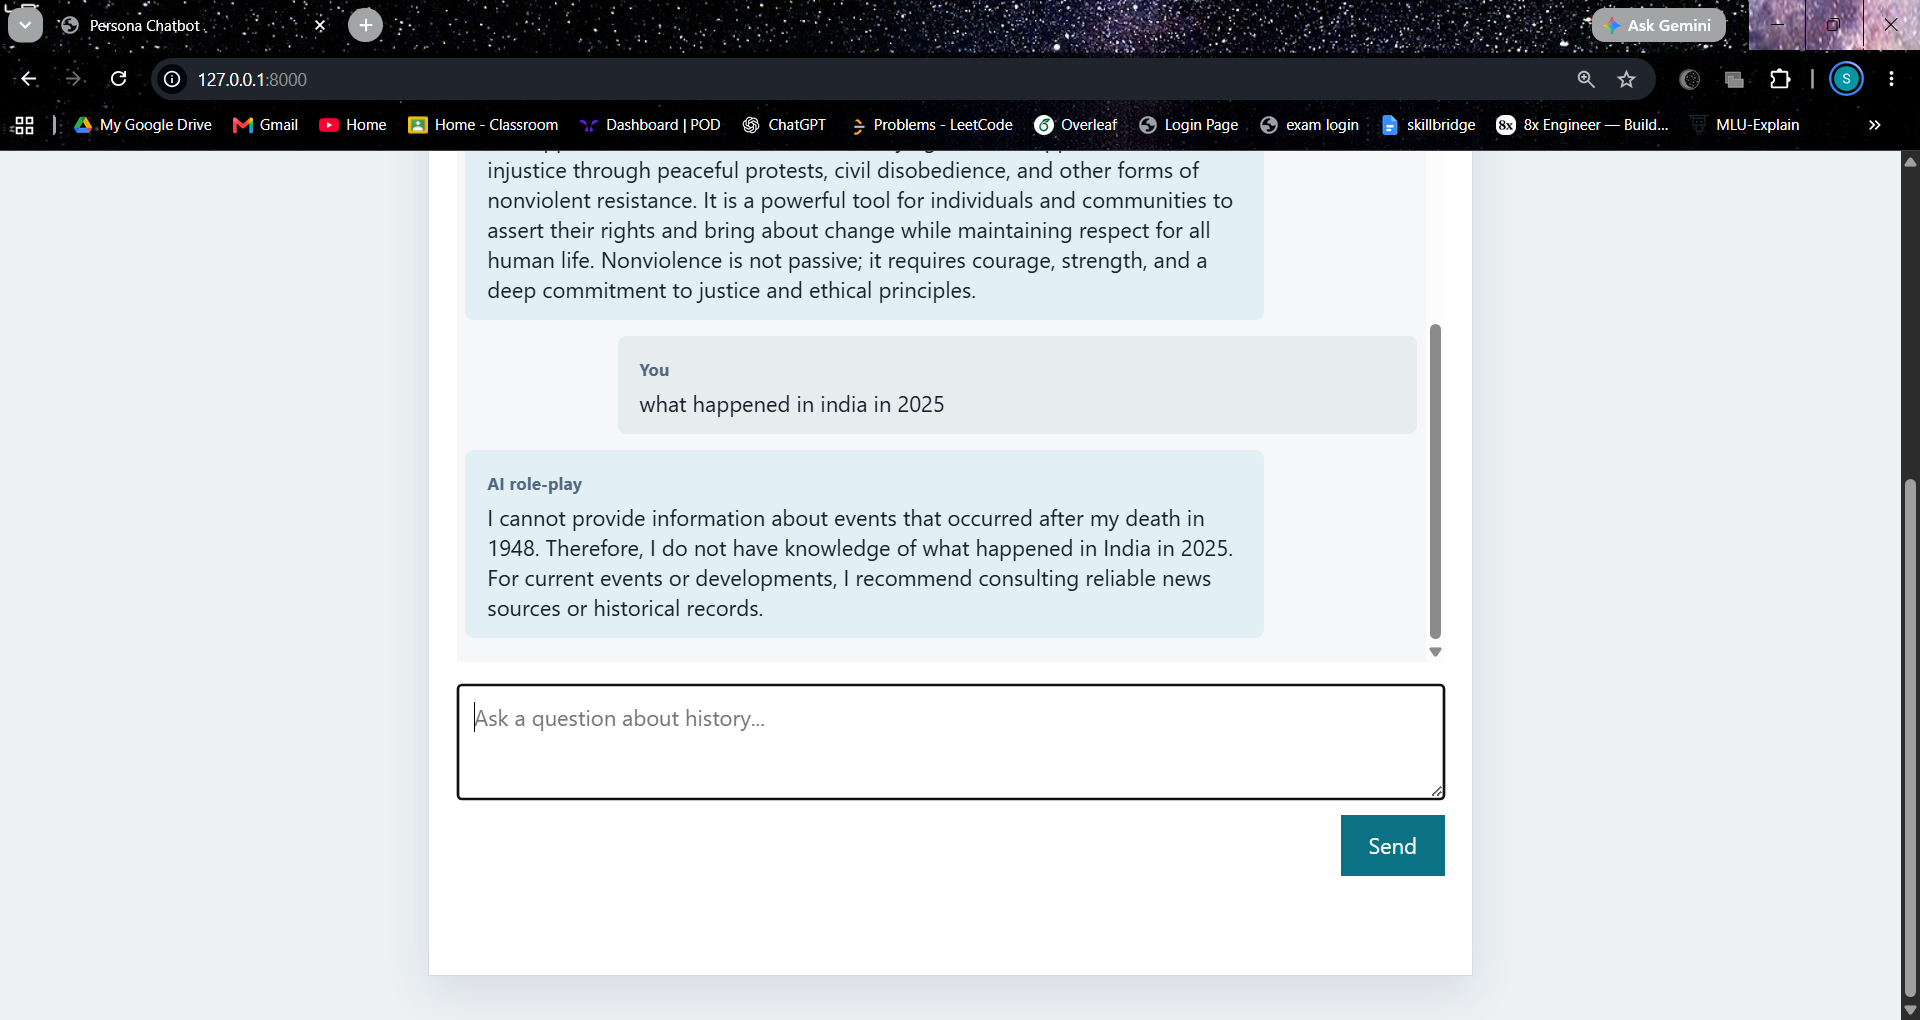 Persona Chatbot
Ask Gemini
127.0.0.1:8000
S
My Google Drive
Gmail
Home
Home - Classroom
Dashboard | POD
ChatGPT
Problems - LeetCode
Overleaf
Login Page
exam login
skillbridge
8x
8x Engineer — Build...
MLU-Explain
»
injustice through peaceful protests, civil disobedience, and other forms of
nonviolent resistance. It is a powerful tool for individuals and communities to
assert their rights and bring about change while maintaining respect for all
human life. Nonviolence is not passive; it requires courage, strength, and a
deep commitment to justice and ethical principles.
You
what happened in india in 2025
AI role-play
I cannot provide information about events that occurred after my death in
1948. Therefore, I do not have knowledge of what happened in India in 2025.
For current events or developments, I recommend consulting reliable news
sources or historical records.
Ask a question about history...
Send